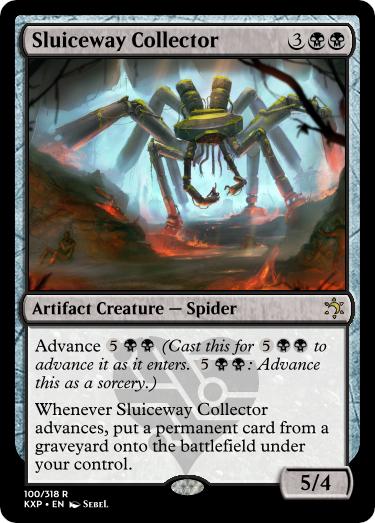 Sluiceway Collector 3
Artifact Creature — Spider
Advance 5 (Cast this for 5 to
advance it as it enters. 5 : Advance
this as a sorcery.)
Whenever Sluiceway Collector
advances, put a permanent card from a
graveyard onto the battlefield under
your control.
5/4
100/318 R
KXP • EN Sebel